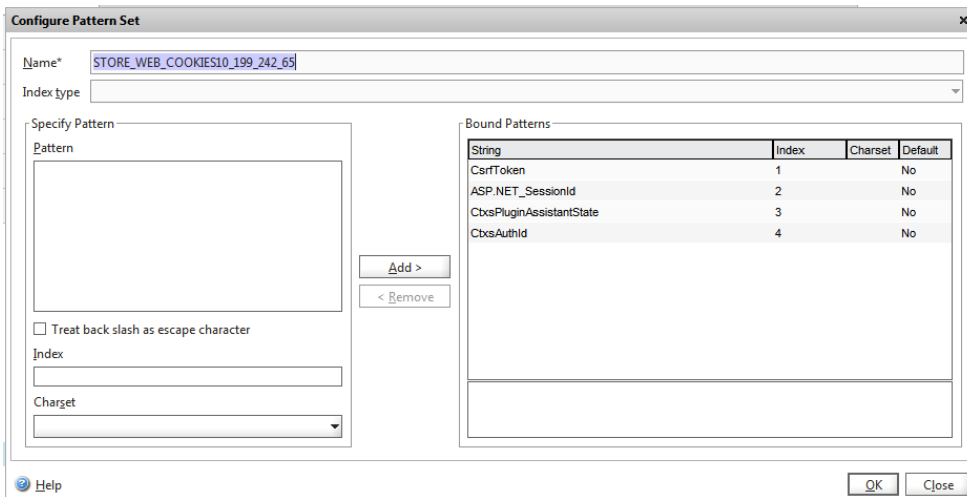 Configure Pattern Set x
Name* STORE_WEB_COOKIES10_199_242_65
Index type
Specify Pattern
Pattern
Treat back slash as escape character
Index
Charset
Add >
< Remove
Bound Patterns
String Index Charset Default
CsrfToken 1 No
ASP.NET_SessionId 2 No
CtxsPluginAssistantState 3 No
CtxsAuthId 4 No
Help OK Close